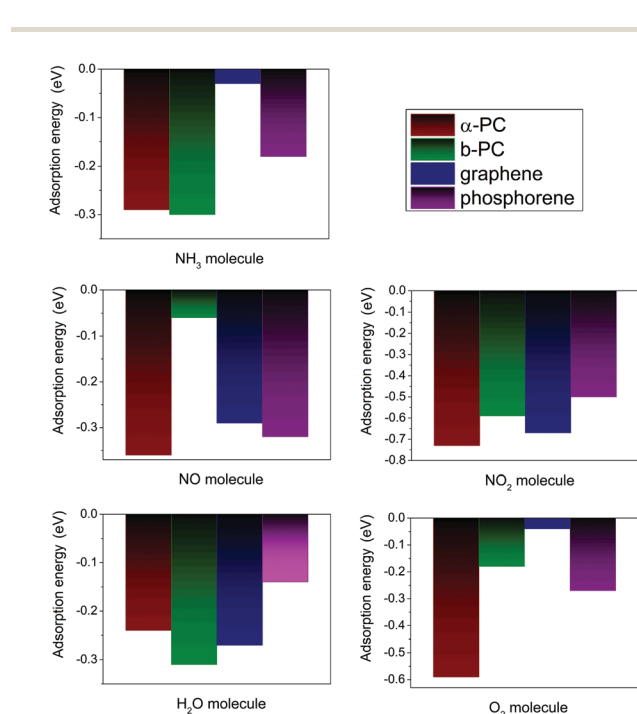 0.0
-0.1
-0.2
-0.3
Adsorption energy (eV)
NH₃ molecule
α-PC
b-PC
graphene
phosphorene
0.0
-0.1
-0.2
-0.3
Adsorption energy (eV)
NO molecule
0.0
-0.1
-0.2
-0.3
-0.4
-0.5
-0.6
-0.7
-0.8
Adsorption energy (eV)
NO₂ molecule
0.0
-0.1
-0.2
-0.3
Adsorption energy (eV)
H₂O molecule
0.0
-0.1
-0.2
-0.3
-0.4
-0.5
-0.6
Adsorption energy (eV)
O₂ molecule